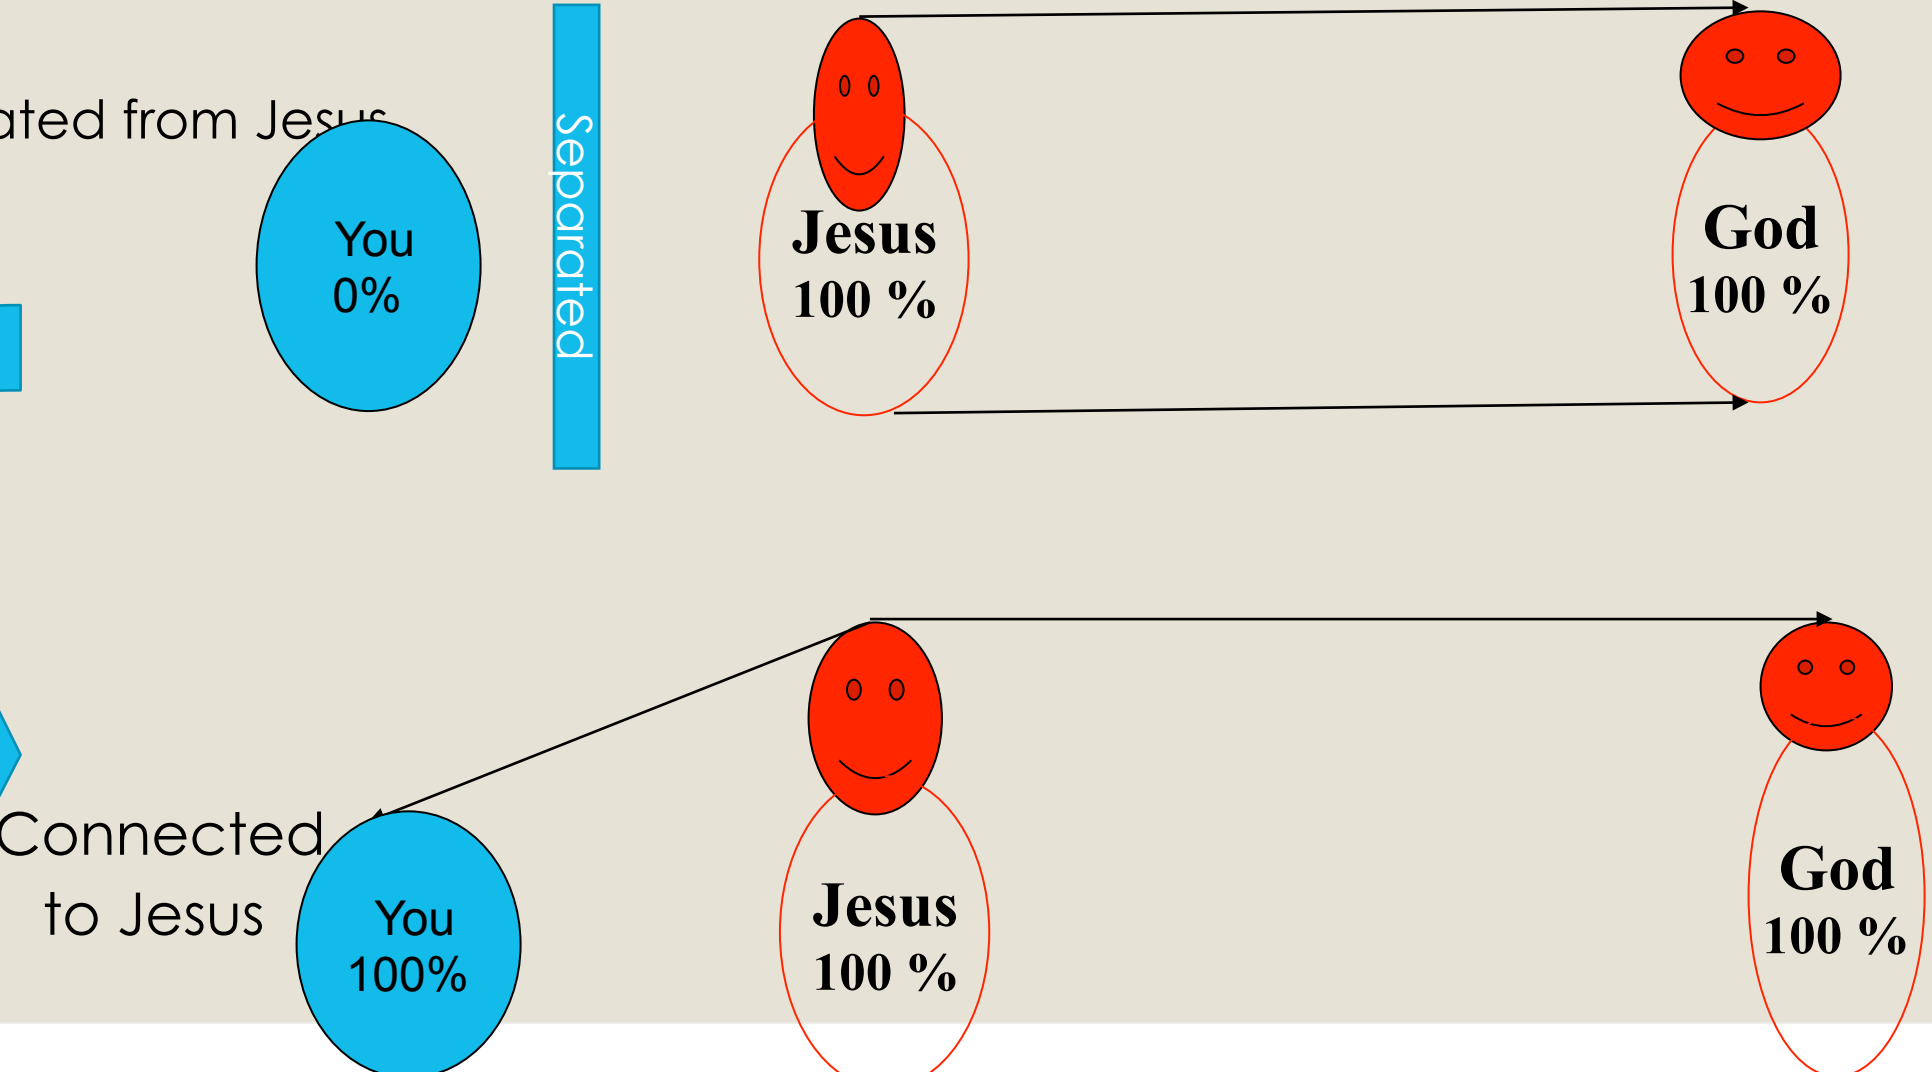 ated from Jesus
You
0%
Separated
Jesus
100 %
God
100 %
Connected
to Jesus
You
100%
Jesus
100 %
God
100 %